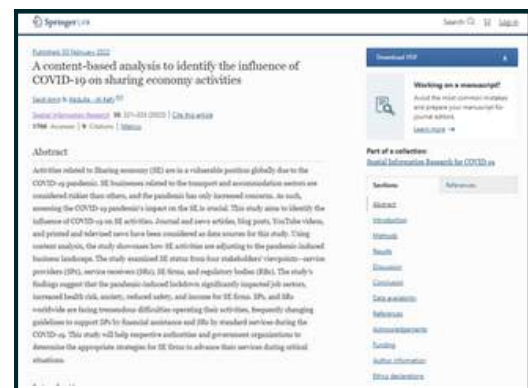 Springer
Search
Log in
Published: 10 February 2022
A content-based analysis to identify the influence of
COVID-19 on sharing economy activities
Spatial Information Research 30, (2022) Cite this article
Accesses 9 Citations Metrics
Abstract
Activities related to Sharing economy (SE) are in a vulnerable position globally due to the
COVID-19 pandemic. SE businesses related to the transport and accommodation sectors are
considered riskier than others, and the pandemic has only increased concerns. As such,
assessing the COVID-19 pandemic's impact on the SE is crucial. This study aims to identify the
influence of COVID-19 on SE activities. Journal and news articles, blog posts, YouTube videos,
and printed and televised news have been considered as data sources for this study. Using
content analysis, the study showcases how SE activities are adjusting to the pandemic-induced
business landscape. The study examined SE status from four stakeholders' viewpoints—service
providers (SPs), service receivers (SRs), SE firms, and regulatory bodies (RBs). The study's
findings suggest that the pandemic-induced lockdown significantly impacted job sectors,
increased health risk, anxiety, reduced safety, and income for SE firms. SPs, and SRs
worldwide are facing tremendous difficulties operating their activities, frequently changing
guidelines to support SPs by financial assistance and SRs by standard services during the
COVID-19. This study will help respective authorities and government organizations to
determine the appropriate strategies for SE firms to advance their services during critical
situations.
Download PDF
Working on a manuscript?
Avoid the most common mistakes
and prepare your manuscript for
journal editors.
Learn more →
Part of a collection:
Spatial Information Research for COVID-19
Sections
References
Abstract
Introduction
Methods
Results
Discussion
Conclusion
Data availability
References
Acknowledgements
Funding
Author information
Ethics declarations